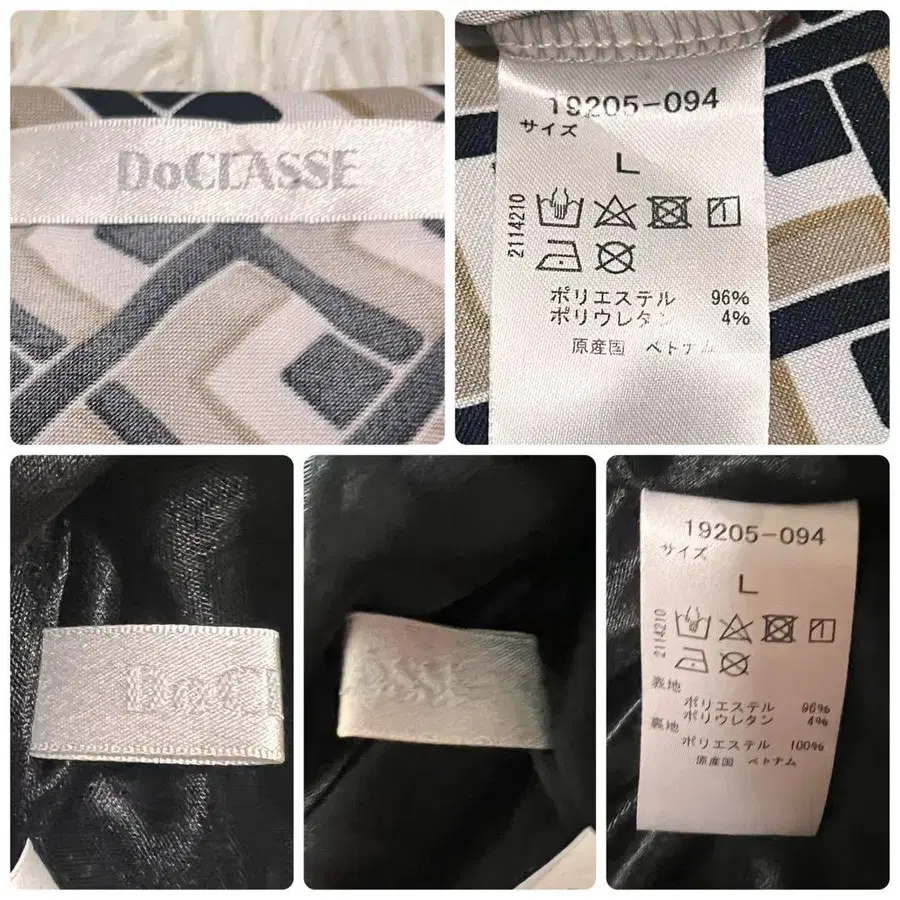 DoCLASSE
19205-094
サイズ
L
2114210
ポリエステル 96%
ポリウレタン 4%
原産国 ベトナム
DoCl
19205-094
サイズ
L
2114210
表地
ポリエステル 96%
ポリウレタン 4%
裏地
ポリエステル 100%
原産国 ベトナム